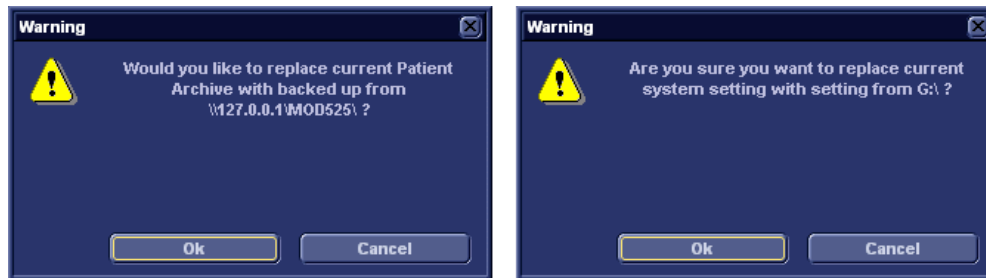 Warning
Would you like to replace current Patient
Archive with backed up from
\\127.0.0.1\MOD525\ ?
Ok
Cancel
Warning
Are you sure you want to replace current
system setting with setting from G:\ ?
Ok
Cancel